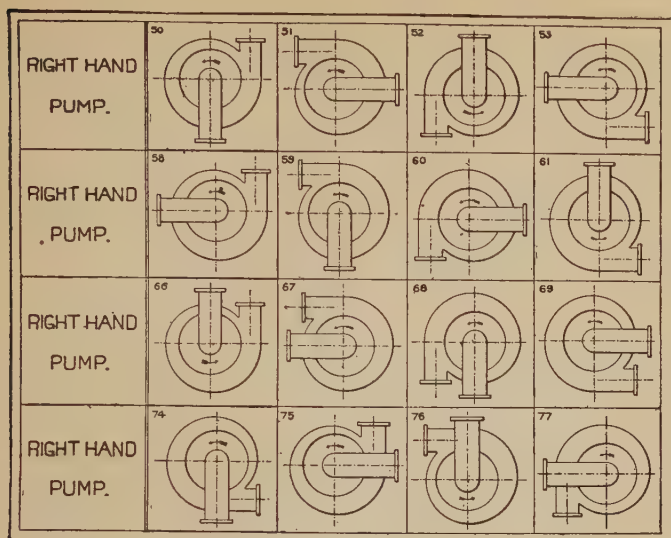 RIGHT HAND
PUMP.
50
51
52
53
RIGHT HAND
PUMP.
58
59
60
61
RIGHT HAND
PUMP.
66
67
68
69
RIGHT HAND
PUMP.
74
75
76
77